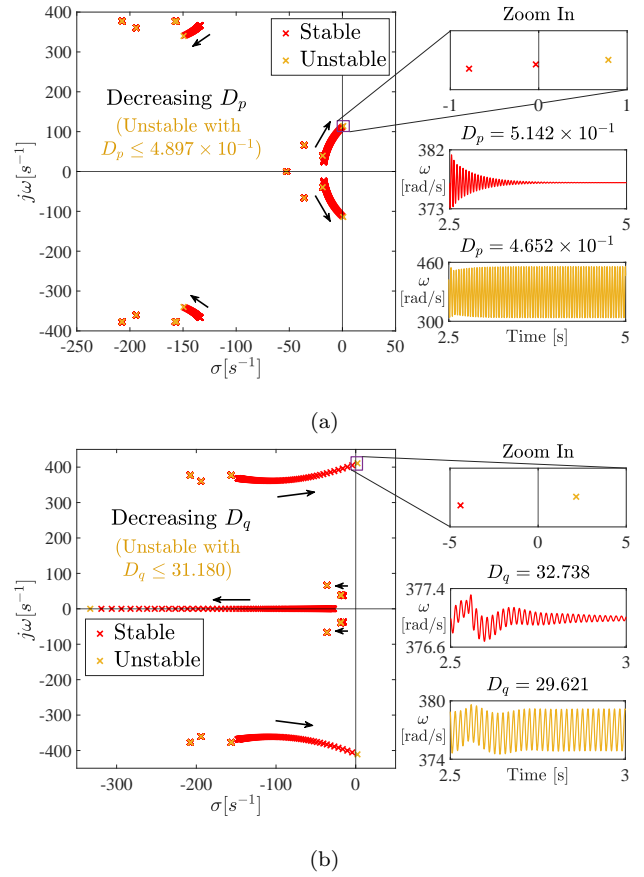 400
300
200
100
0
-100
-200
-300
-400
jω[s⁻¹]
-250 -200 -150 -100 -50 0 50
σ[s⁻¹]
Decreasing D_p
(Unstable with
D_p ≤ 4.897 × 10⁻¹)
Stable
Unstable
Zoom In
-1 0 1
D_p = 5.142 × 10⁻¹
382
ω
[rad/s]
373
2.5 5
D_p = 4.652 × 10⁻¹
460
ω
[rad/s]
300
2.5 Time [s] 5
(a)
400
300
200
100
0
-100
-200
-300
-400
jω[s⁻¹]
-300 -200 -100 0
σ[s⁻¹]
Decreasing D_q
(Unstable with
D_q ≤ 31.180)
Stable
Unstable
Zoom In
-5 0 5
D_q = 32.738
377.4
ω
[rad/s]
376.6
2.5 3
D_q = 29.621
380
ω
[rad/s]
374
2.5 Time [s] 3
(b)